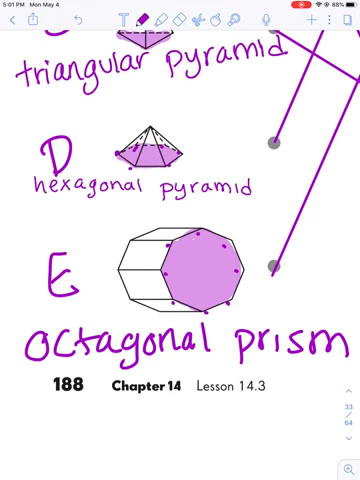 5:01 PM Mon May 4
88%
triangular pyramid
D
hexagonal pyramid
E
octagonal prism
188 Chapter 14 Lesson 14.3
33
/
64